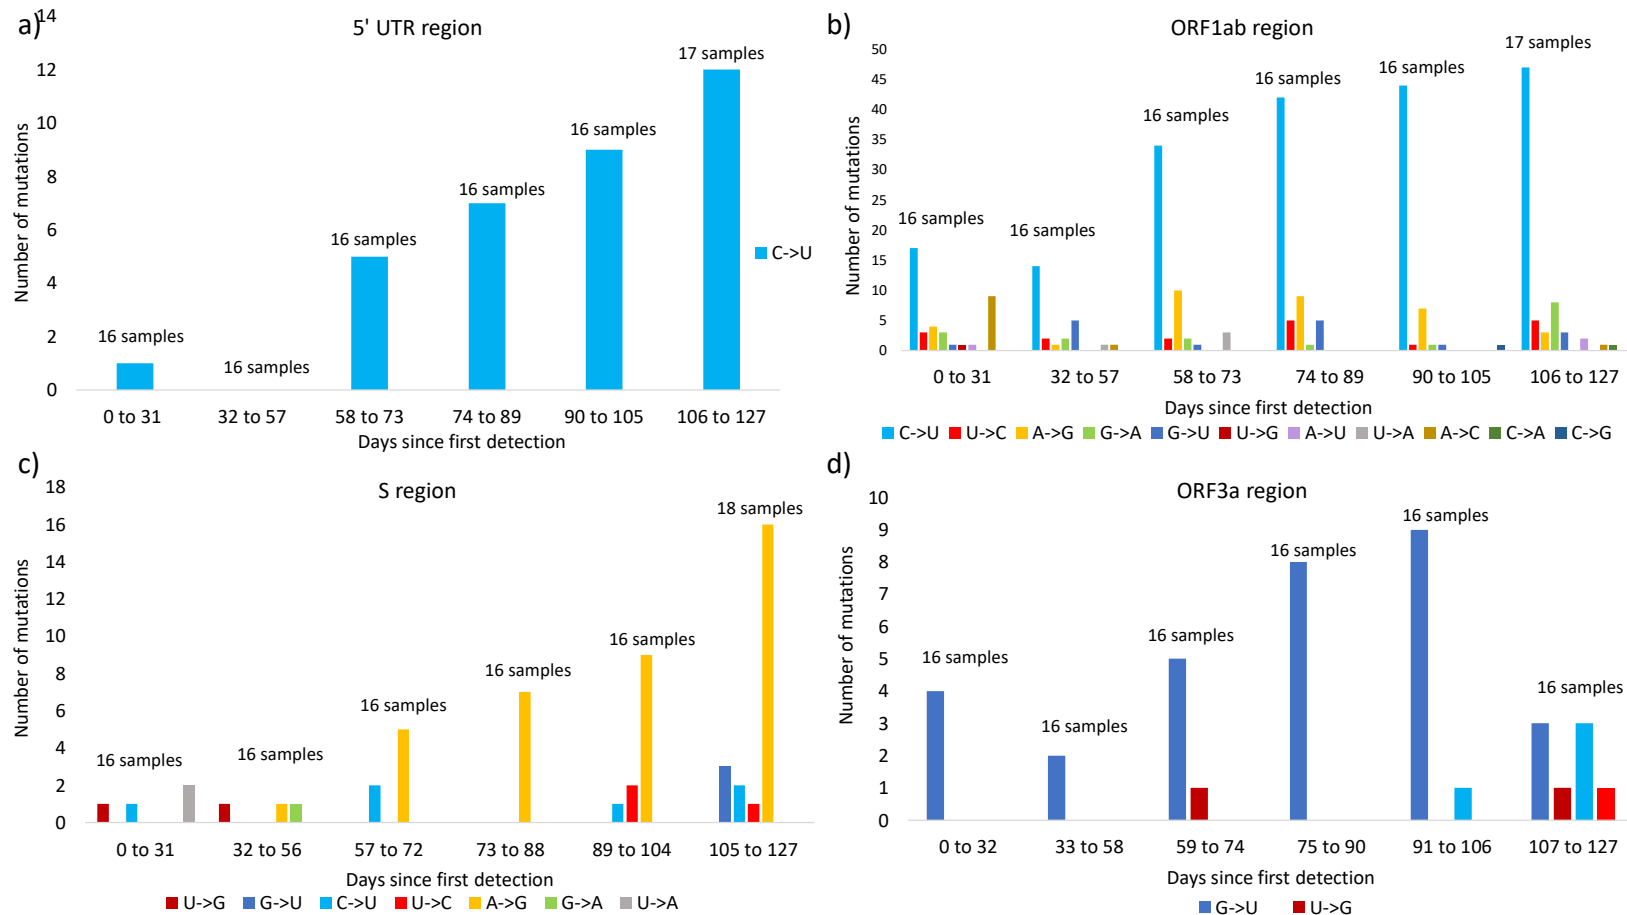 a)
5' UTR region
Number of mutations
14
12
10
8
6
4
2
0
16 samples
16 samples
16 samples
16 samples
16 samples
17 samples
C->U
0 to 31 32 to 57 58 to 73 74 to 89 90 to 105 106 to 127
Days since first detection
b)
ORF1ab region
Number of mutations
50
45
40
35
30
25
20
15
10
5
0
16 samples
16 samples
16 samples
16 samples
16 samples
17 samples
0 to 31 32 to 57 58 to 73 74 to 89 90 to 105 106 to 127
Days since first detection
C->U U->C A->G G->A G->U U->G A->U U->A A->C C->A C->G
c)
S region
Number of mutations
18
16
14
12
10
8
6
4
2
0
16 samples
16 samples
16 samples
16 samples
16 samples
18 samples
0 to 31 32 to 56 57 to 72 73 to 88 89 to 104 105 to 127
Days since first detection
U->G G->U C->U U->C A->G G->A U->A
d)
ORF3a region
Number of mutations
10
9
8
7
6
5
4
3
2
1
0
16 samples
16 samples
16 samples
16 samples
16 samples
16 samples
0 to 32 33 to 58 59 to 74 75 to 90 91 to 106 107 to 127
Days since first detection
G->U U->G